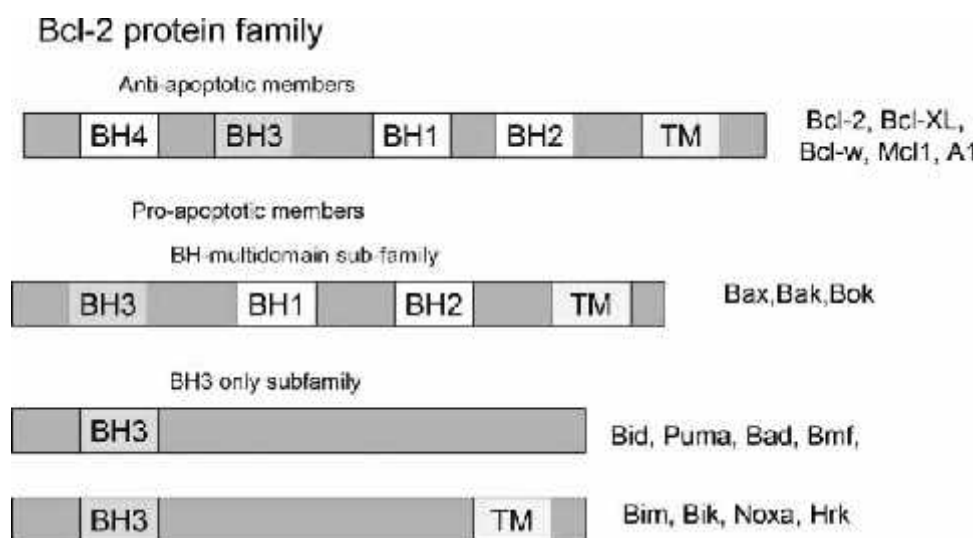 Bcl-2 protein family
Anti-apoptotic members
BH4 BH3 BH1 BH2 TM
Bcl-2, Bcl-XL,
Bcl-w, Mcl1, A1
Pro-apoptotic members
BH-multidomain sub-family
BH3 BH1 BH2 TM
Bax,Bak,Bok
BH3 only subfamily
BH3
Bid, Puma, Bad, Bmf,
BH3 TM
Bim, Bik, Noxa, Hrk